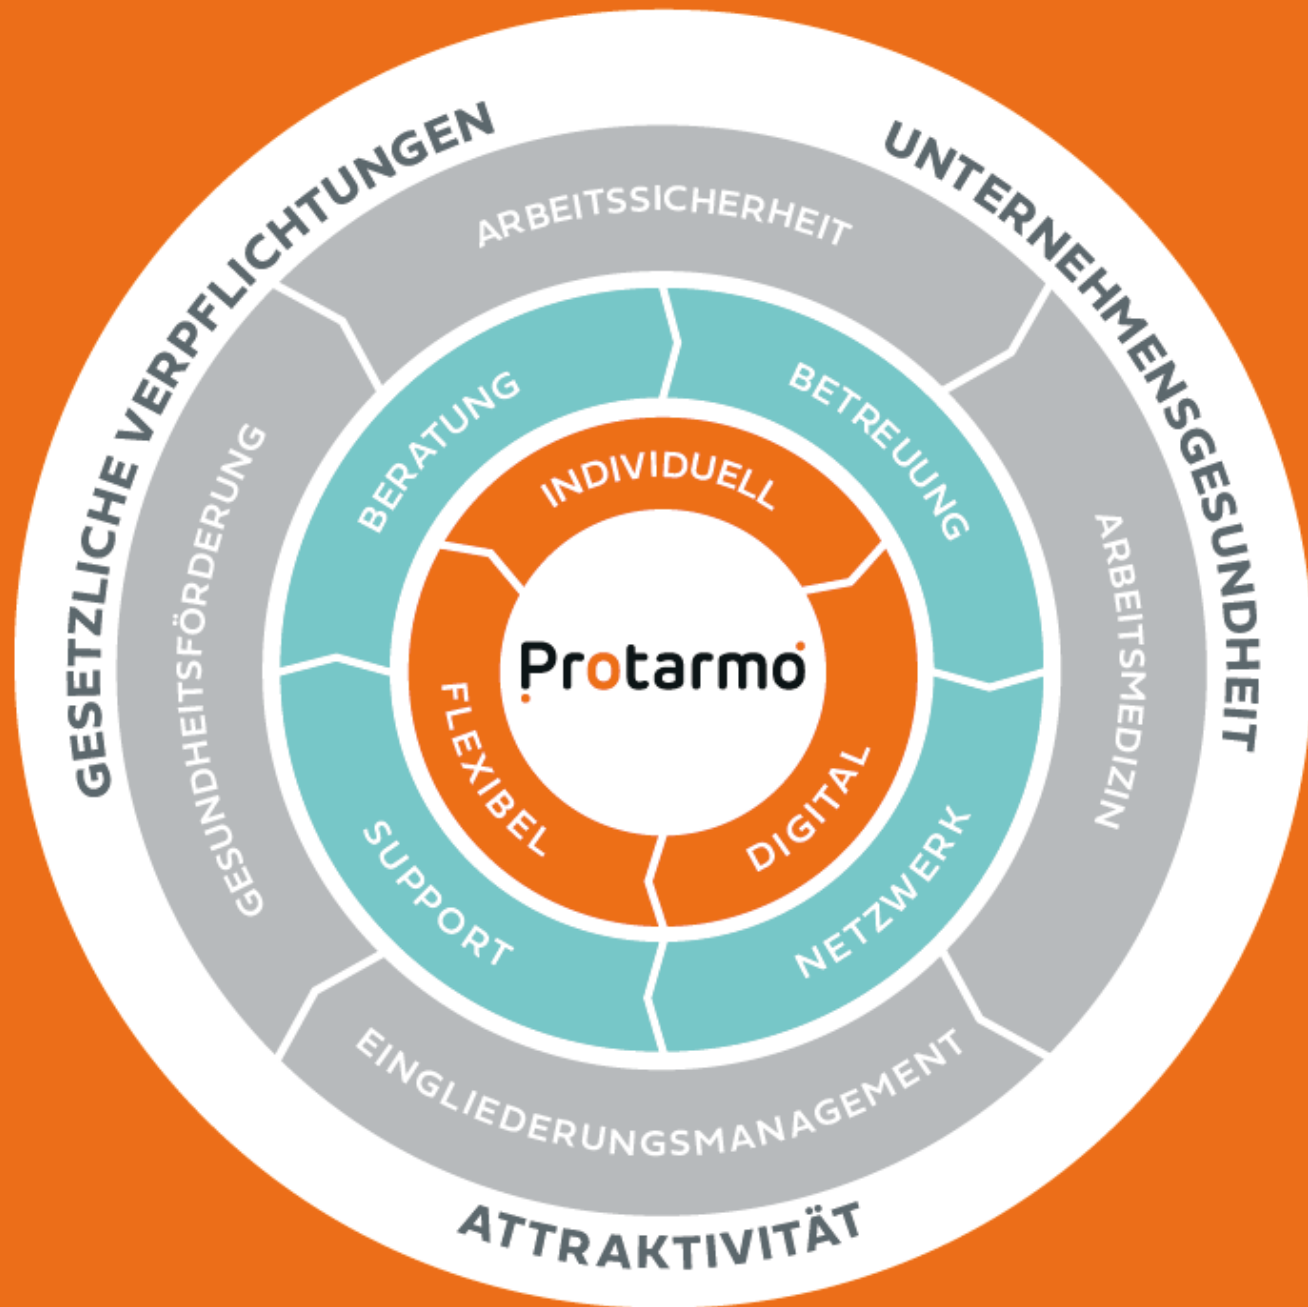 GESETZLICHE VERPFLICHTUNGEN
UNTERNEHMENSGESUNDHEIT
ATTRAKTIVITÄT
ARBEITSSICHERHEIT
ARBEITSMEDIZIN
EINGLIEDERUNGSMANAGEMENT
GESUNDHEITSFÖRDERUNG
BERATUNG
BETREUUNG
NETZWERK
SUPPORT
INDIVIDUELL
DIGITAL
FLEXIBEL
Protarmo